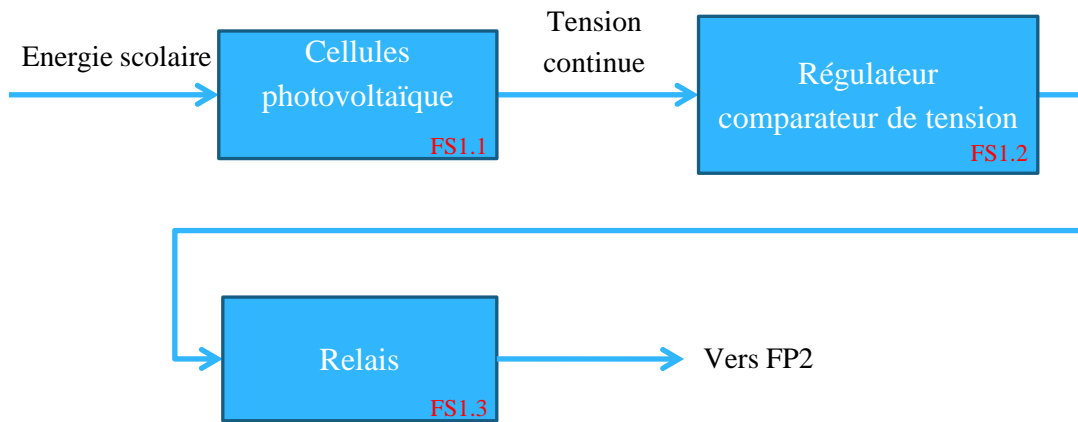 Energie scolaire
Cellules
photovoltaïque
FS1.1
Tension
continue
Régulateur
comparateur de tension
FS1.2
Relais
FS1.3
Vers FP2